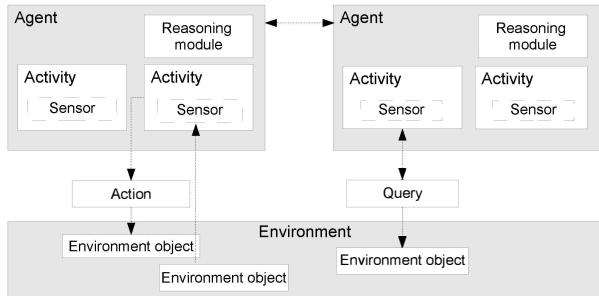 Agent
Reasoning
module
Activity
Sensor
Activity
Sensor
Agent
Reasoning
module
Activity
Sensor
Activity
Sensor
Action
Query
Environment
Environment object
Environment object
Environment object